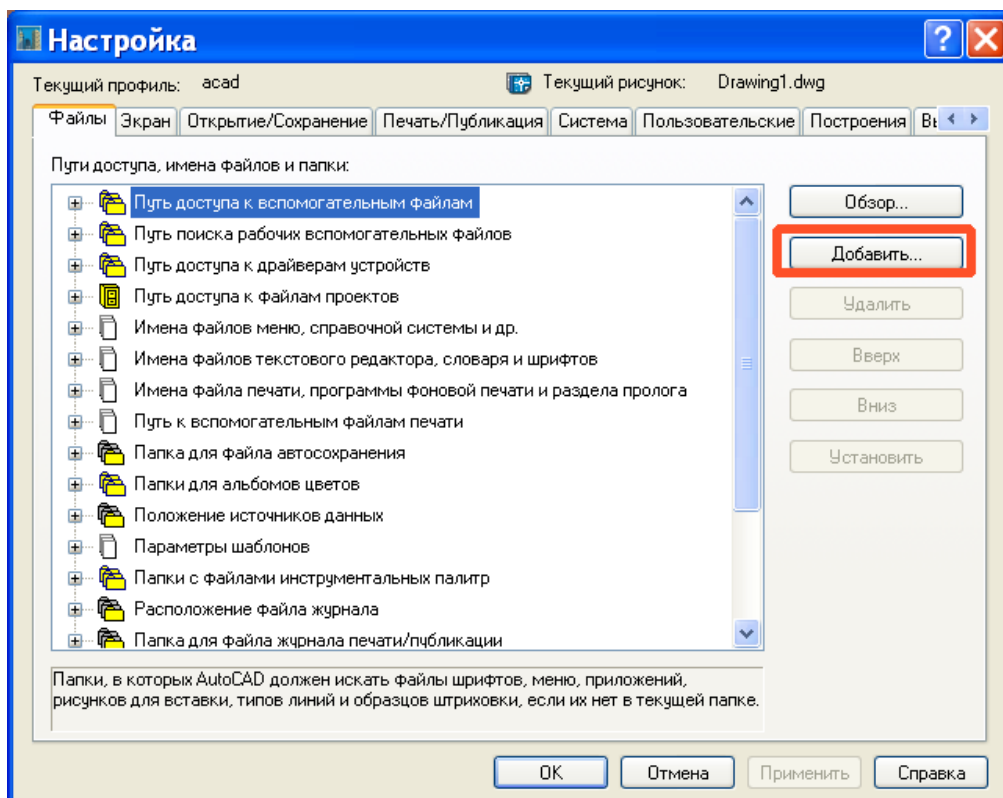 Настройка
Текущий профиль: acad Текущий рисунок: Drawing1.dwg
Файлы Экран Открытие/Сохранение Печать/Публикация Система Пользовательские Построения Вы
Пути доступа, имена файлов и папки:
Путь доступа к вспомогательным файлам
Обзор...
Путь поиска рабочих вспомогательных файлов
Добавить...
Путь доступа к драйверам устройств
Путь доступа к файлам проектов
Удалить
Имена файлов меню, справочной системы и др.
Имена файлов текстового редактора, словаря и шрифтов
Вверх
Имена файла печати, программы фоновой печати и раздела пролога
Вниз
Путь к вспомогательным файлам печати
Папка для файла автосохранения
Установить
Папки для альбомов цветов
Положение источников данных
Параметры шаблонов
Папки с файлами инструментальных палитр
Расположение файла журнала
Папка для файла журнала печати/публикации
Папки, в которых AutoCAD должен искать файлы шрифтов, меню, приложений,
рисунков для вставки, типов линий и образцов штриховки, если их нет в текущей папке.
OK Отмена Применить Справка